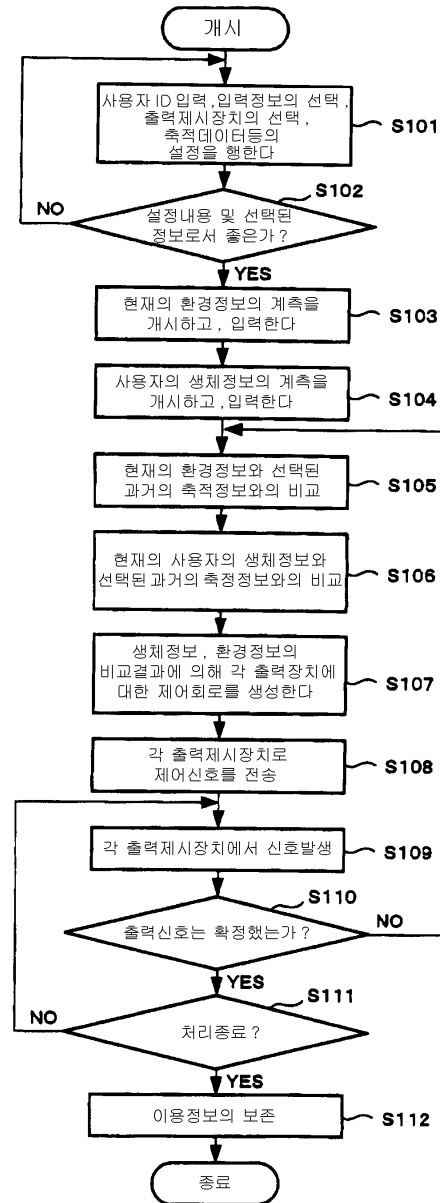 개시
사용자 ID 입력, 입력정보의 선택,
출력제시장치의 선택,
축적데이터등의
설정을 행한다
S101
S102
NO
설정내용 및 선택된
정보로서 좋은가?
YES
현재의 환경정보의 계측을
개시하고, 입력한다
S103
사용자의 생체정보의 계측을
개시하고, 입력한다
S104
현재의 환경정보와 선택된
과거의 축적정보와의 비교
S105
현재의 사용자의 생체정보와
선택된 과거의 축정정보와의 비교
S106
생체정보, 환경정보의
비교결과에 의해 각 출력장치에
대한 제어회로를 생성한다
S107
각 출력제시장치로
제어신호를 전송
S108
각 출력제시장치에서 신호발생
S109
S110
출력신호는 확정했는가?
NO
YES
S111
NO
처리종료?
YES
이용정보의 보존
S112
종료